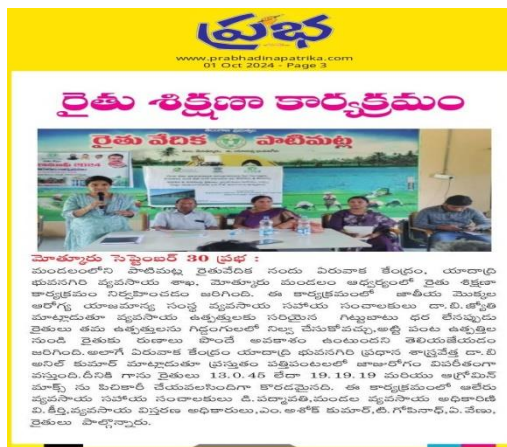 ప్రభ
www.prabhadinapatrika.com
01 Oct 2024 - Page 3
రైతు శిక్షణా కార్యక్రమం
రైతు వేదిక పాటిమట్ల
మోత్కూరు సెప్టెంబర్ 30 ప్రభ :
మండలంలోని పాటిమట్ల రైతువేదిక నందు ఏరువాక కేంద్రం, యాదాద్రి
భువనగిరి వ్యవసాయ శాఖ, మోత్కూరు మండలం ఆధ్వర్యంలో రైతు శిక్షణా
కార్యక్రమం నిర్వహించడం జరిగింది. ఈ కార్యక్రమంలో జాతీయ మొక్కల
ఆరోగ్య యాజమాన్య సంస్థ వ్యవసాయ సహాయ సంచాలకులు డా.బి.జ్యోతి
మాట్లాడుతూ వ్యవసాయ ఉత్పత్తులకు సరియైన గిట్టుబాటు ధర లేనప్పుడు
రైతులు తమ ఉత్పత్తులను గిడ్డంగులలో నిల్వ చేసుకోవచ్చు,అట్టి పంట ఉత్పత్తిల
నుండి రైతుకు రుణాలు పొందే అవకాశం ఉంటుందని తెలియజేయడం
జరిగింది.అలాగే ఏరువాక కేంద్రం యాదాద్రి భువనగిరి ప్రధాన శాస్త్రవేత్త డా.బి
అనిల్ కుమార్ మాట్లాడుతూ ప్రస్తుతం పత్తిపంటలలో జాజురోగం విపరీతంగా
వస్తుంది.దీనికి గాను రైతులు 13.0.45 లేదా 19.19.19 మరియు ఆగ్రోమిన్
మాక్స్ ను పిచికారీ చేయవలసిందిగా కోరడమైనది. ఈ కార్యక్రమంలో ఆలేరు
వ్యవసాయ సహాయ సంచాలకులు డి.పద్మావతి,మండల వ్యవసాయ అధికారిణి
వి.కీర్తి,వ్యవసాయ విస్తరణ అధికారులు,ఎం.అశోక్ కుమార్,టి.గోపినాథ్,ఏ.వేణు,
రైతులు పాల్గొన్నారు.